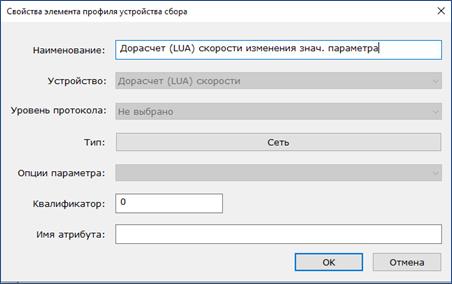 Свойства элемента профиля устройства сбора
Наименование: Дорасчет (LUA) скорости изменения знач. параметра
Устройство: Дорасчет (LUA) скорости
Уровень протокола: Не выбрано
Тип: Сеть
Опции параметра:
Квалификатор: 0
Имя атрибута:
OK Отмена